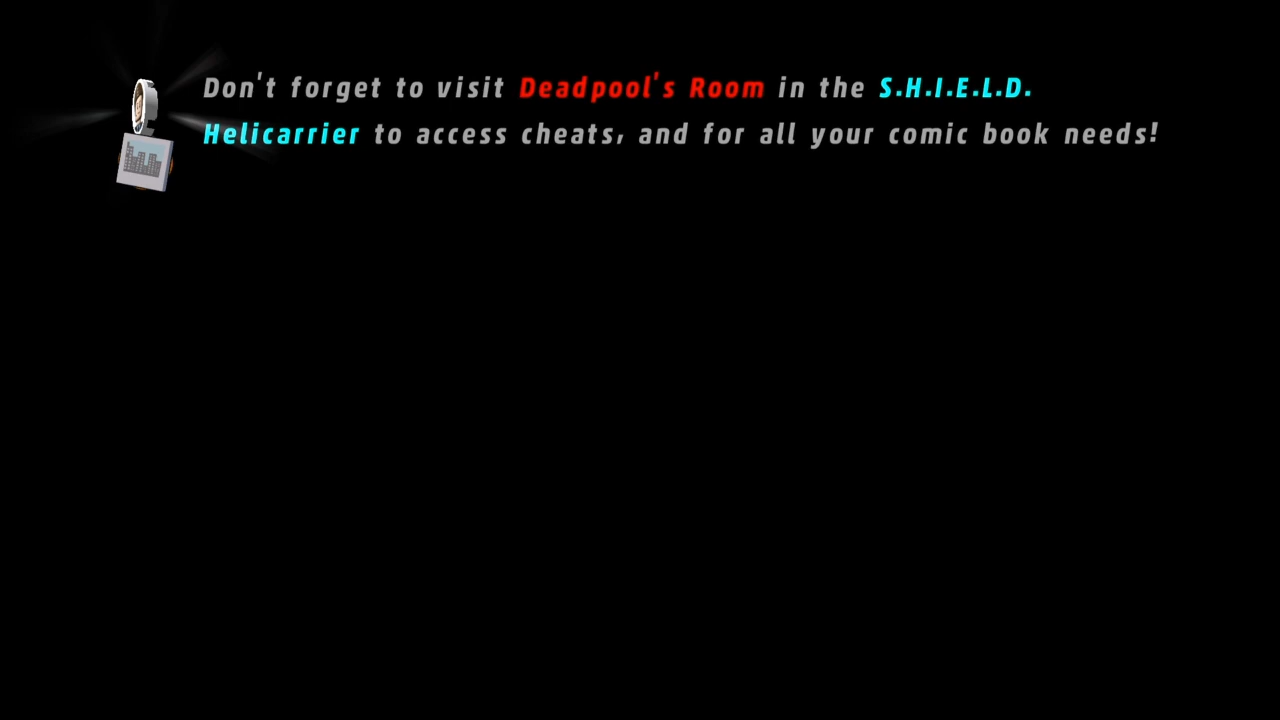 Don't forget to visit Deadpool's Room in the S.H.I.E.L.D.
Helicarrier to access cheats, and for all your comic book needs!